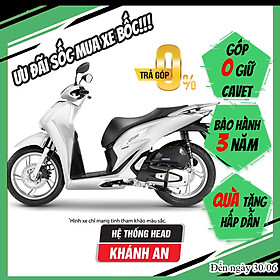 ƯU ĐÃI SỐC MUA XE BỐC!!!
TRẢ GÓP
0%
GÓP
0 GIỮ
CAVET
BẢO HÀNH
3 NĂM
QUÀ TẶNG
HẤP DẪN
*Hình xe chỉ mang tính tham khảo màu sắc.
HỆ THỐNG HEAD
KHÁNH AN
Đến ngày 30.06